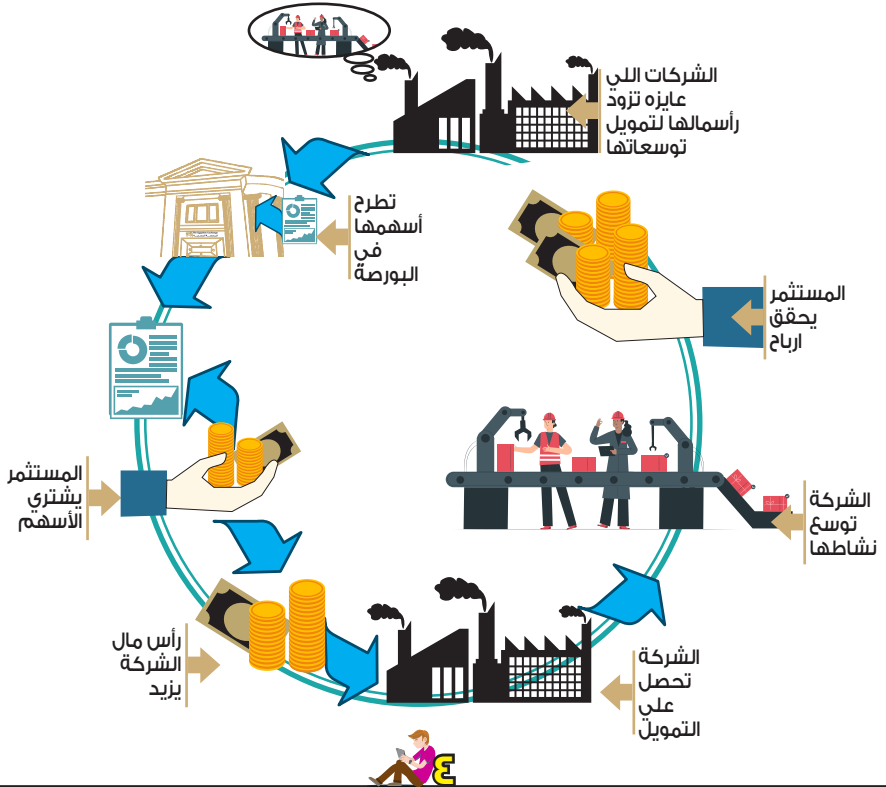 الشركات اللي
عايزه تزود
رأسمالها لتمويل
توسعاتها
تطرح
أسهمها
في
البورصة
المستثمر
يشتري
الأسهم
رأس مال
الشركة
يزيد
الشركة
تحصل
علي
التمويل
الشركة
توسع
نشاطها
المستثمر
يحقق
ارباح
٤